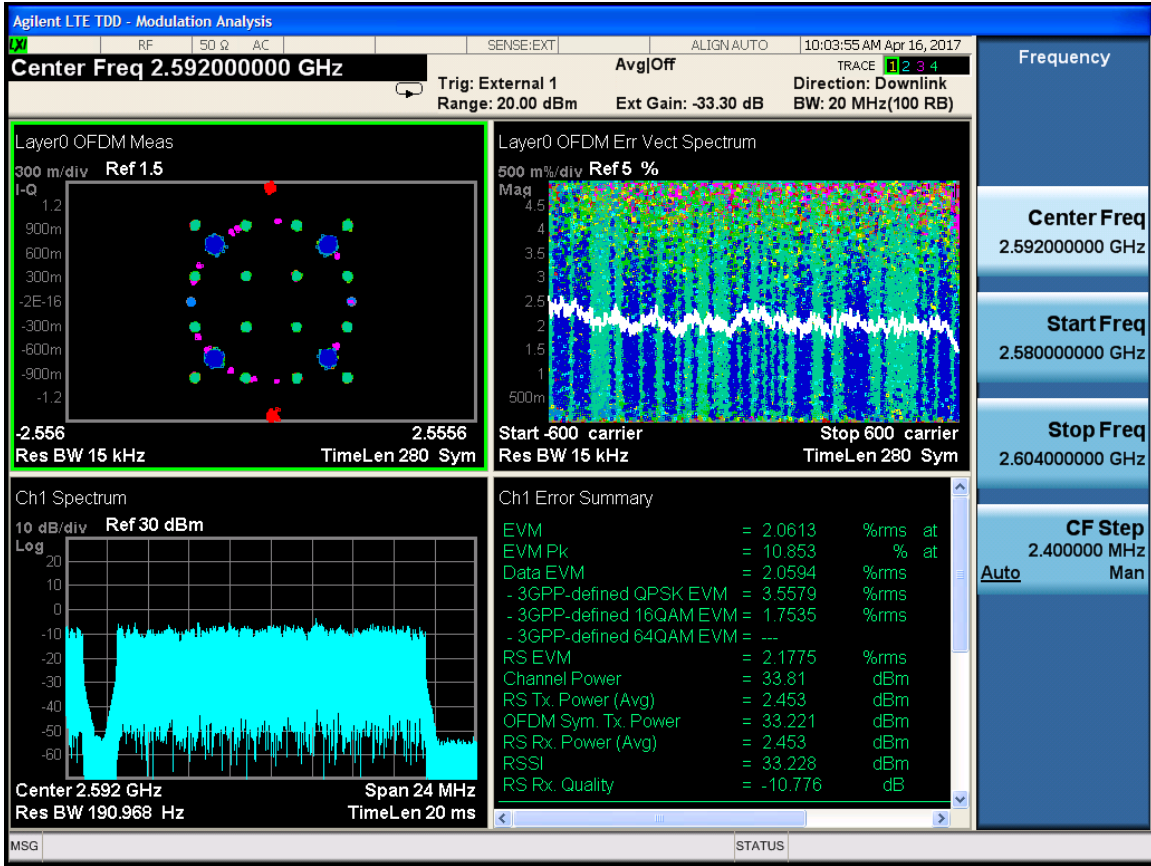 Agilent LTE TDD - Modulation Analysis
LXI RF 50 Ω AC SENSE:EXT ALIGN AUTO 10:03:55 AM Apr 16, 2017
Center Freq 2.592000000 GHz
Avg|Off
TRACE 1 2 3 4
Trig: External 1
Direction: Downlink
Range: 20.00 dBm
Ext Gain: -33.30 dB
BW: 20 MHz(100 RB)
Layer0 OFDM Meas
300 m/div Ref 1.5
I-Q
1.2
900m
600m
300m
-2E-16
-300m
-600m
-900m
-1.2
-2.556 2.5556
Res BW 15 kHz TimeLen 280 Sym
Layer0 OFDM Err Vect Spectrum
500 m%/div Ref 5 %
Mag
4.5
4
3.5
3
2.5
2
1.5
1
500m
Start -600 carrier Stop 600 carrier
Res BW 15 kHz TimeLen 280 Sym
Ch1 Spectrum
10 dB/div Ref 30 dBm
Log
20
10
0
-10
-20
-30
-40
-50
-60
Center 2.592 GHz Span 24 MHz
Res BW 190.968 Hz TimeLen 20 ms
Ch1 Error Summary
EVM = 2.0613 %rms at
EVM Pk = 10.853 % at
Data EVM = 2.0594 %rms
- 3GPP-defined QPSK EVM = 3.5579 %rms
- 3GPP-defined 16QAM EVM = 1.7535 %rms
- 3GPP-defined 64QAM EVM = ---
RS EVM = 2.1775 %rms
Channel Power = 33.81 dBm
RS Tx. Power (Avg) = 2.453 dBm
OFDM Sym. Tx. Power = 33.221 dBm
RS Rx. Power (Avg) = 2.453 dBm
RSSI = 33.228 dBm
RS Rx. Quality = -10.776 dB
Frequency
Center Freq
2.592000000 GHz
Start Freq
2.580000000 GHz
Stop Freq
2.604000000 GHz
CF Step
2.400000 MHz
Auto Man
MSG STATUS